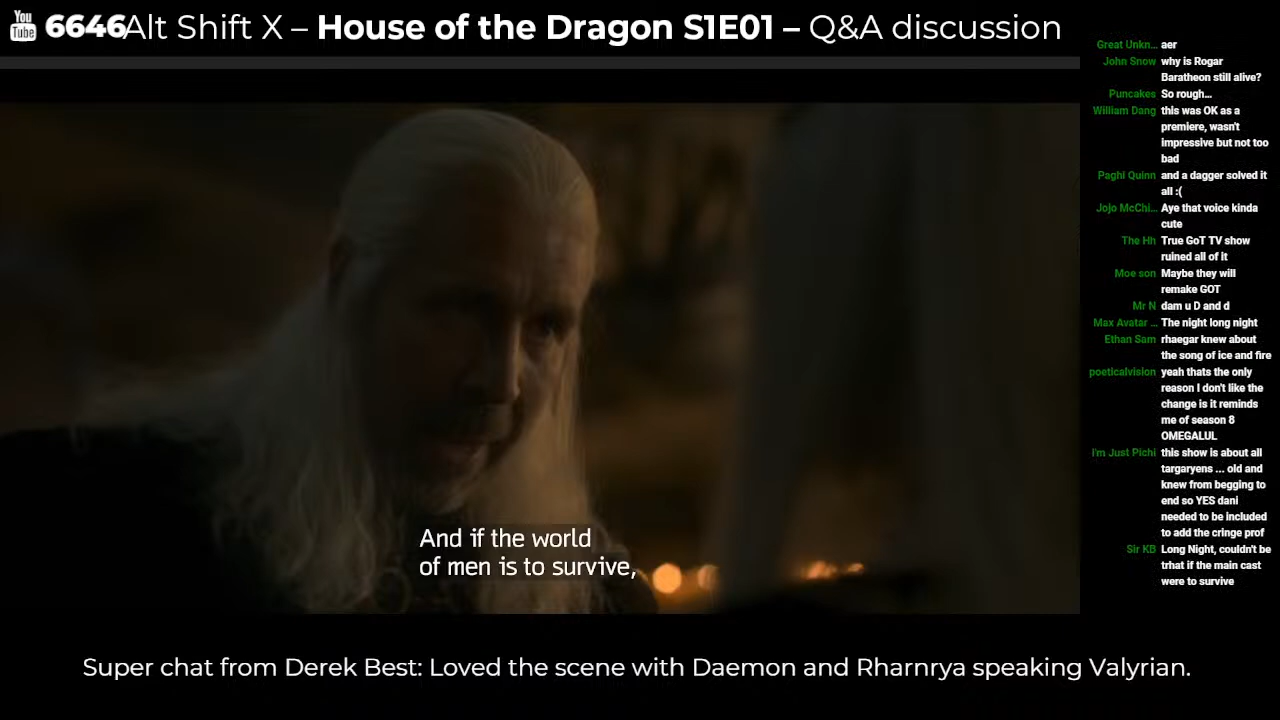 You
Tube
6646
Alt Shift X – House of the Dragon S1E01 – Q&A discussion
Great Unkn... aer
John Snow why is Rogar
Baratheon still alive?
Puncakes So rough...
William Dang this was OK as a
premiere, wasn't
impressive but not too
bad
Paghi Quinn and a dagger solved it
all :(
Jojo McChi... Aye that voice kinda
cute
The Hh True GoT TV show
ruined all of it
Moe son Maybe they will
remake GOT
Mr N dam u D and d
Max Avatar ... The night long night
Ethan Sam rhaegar knew about
the song of ice and fire
poeticalvision yeah thats the only
reason I don't like the
change is it reminds
me of season 8
OMEGALUL
I'm Just Pichi this show is about all
targaryens ... old and
knew from begging to
end so YES dani
needed to be included
to add the cringe prof
Sir KB Long Night, couldn't be
trhat if the main cast
were to survive
And if the world
of men is to survive,
Super chat from Derek Best: Loved the scene with Daemon and Rharnrya speaking Valyrian.